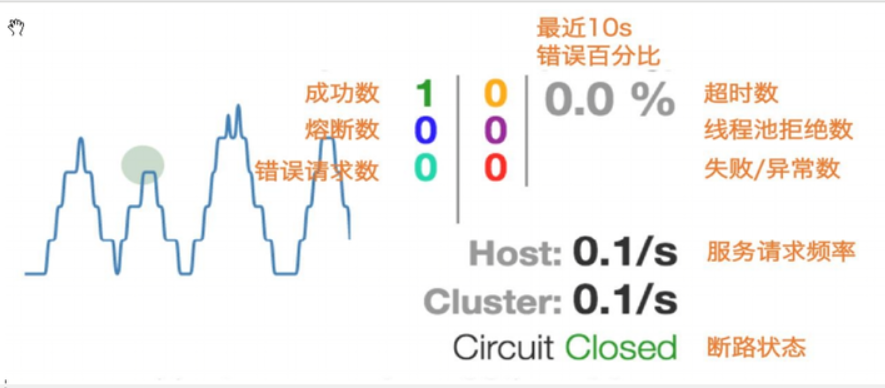 最近10s
错误百分比
成功数 1 0 0.0 % 超时数
熔断数 0 0 线程池拒绝数
错误请求数 0 0 失败/异常数
Host: 0.1/s 服务请求频率
Cluster: 0.1/s
Circuit Closed 断路状态